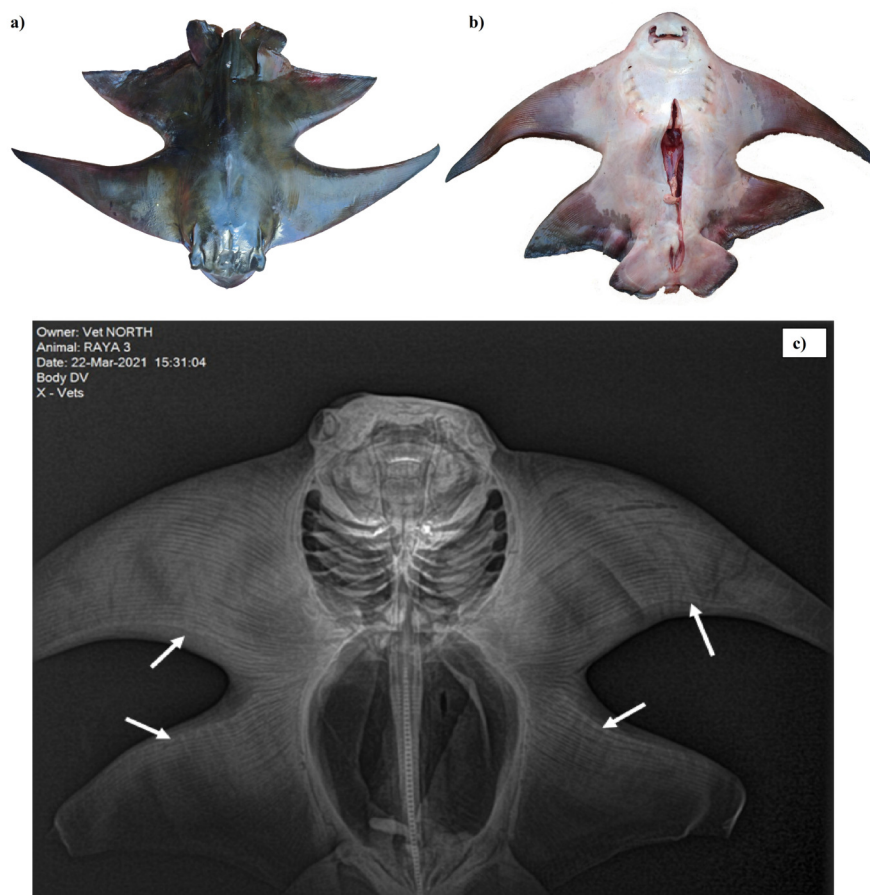 a)
b)
Owner: Vet NORTH
Animal: RAYA 3
Date: 22-Mar-2021 15:31:04
Body DV
X - Vets
c)